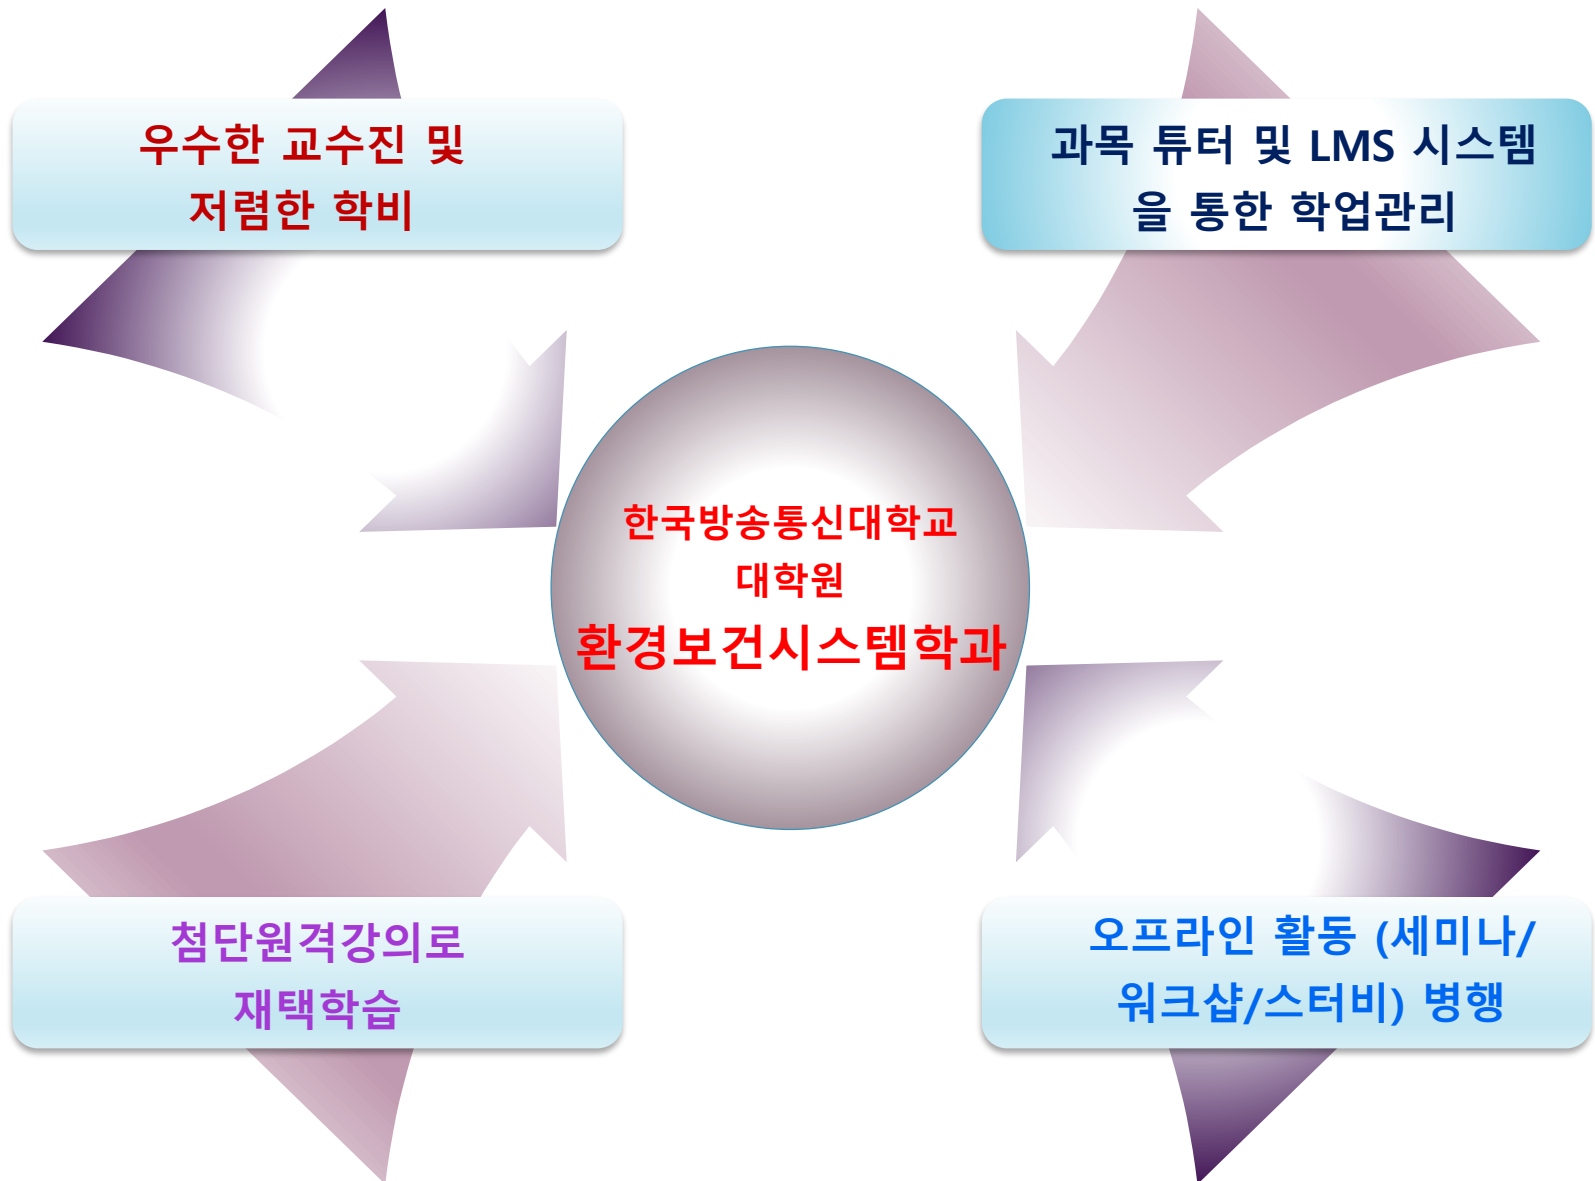 우수한 교수진 및
저렴한 학비
과목 튜터 및 LMS 시스템
을 통한 학업관리
한국방송통신대학교
대학원
환경보건시스템학과
첨단원격강의로
재택학습
오프라인 활동 (세미나/
워크샵/스터비) 병행